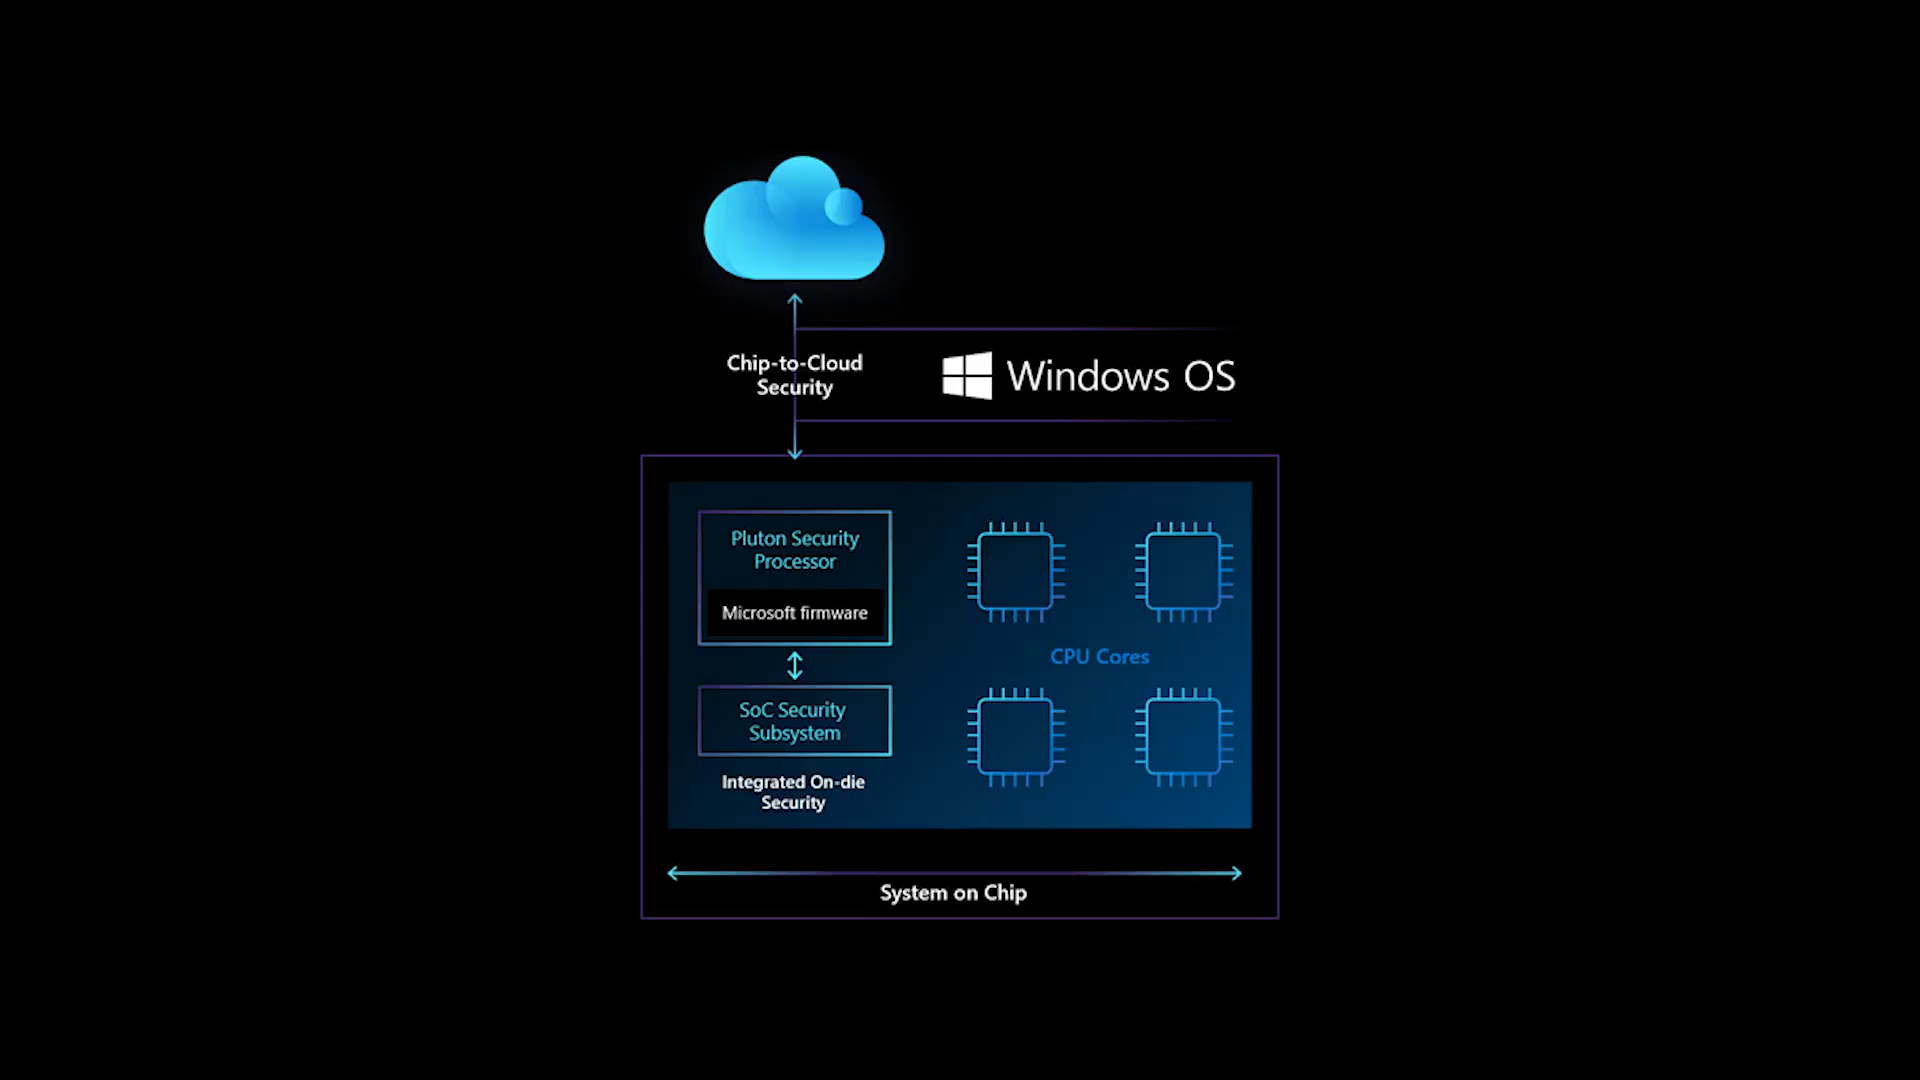 Chip-to-Cloud
Security
Windows OS
Pluton Security
Processor
Microsoft firmware
SoC Security
Subsystem
Integrated On-die
Security
CPU Cores
System on Chip